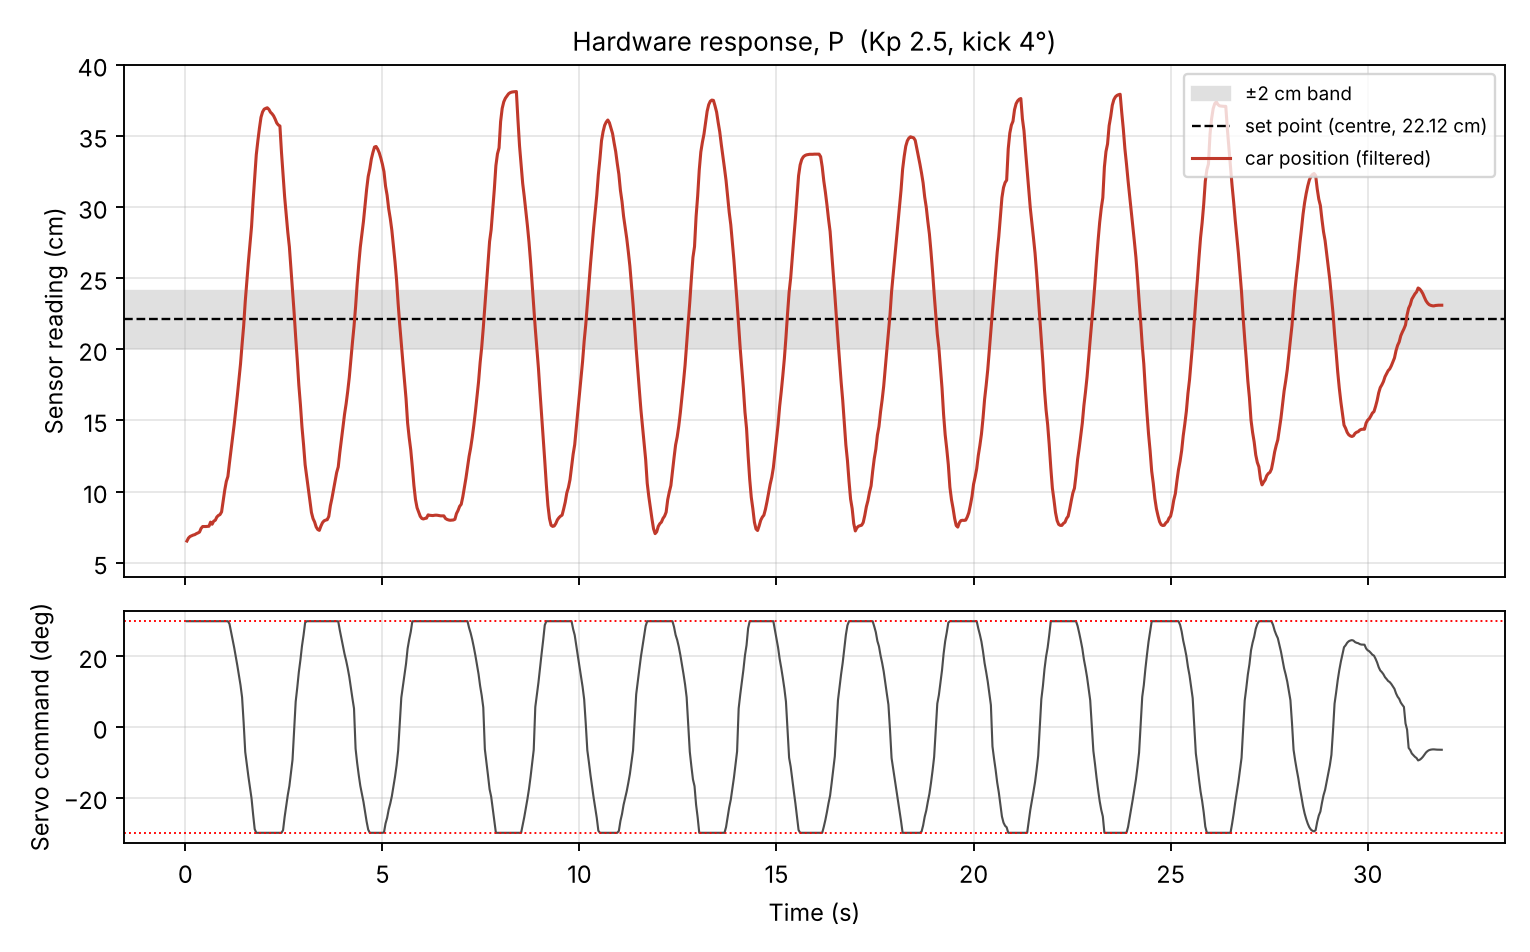 Hardware response, P  (Kp 2.5, kick 4°)
Sensor reading (cm)
40
35
30
25
20
15
10
5
±2 cm band
set point (centre, 22.12 cm)
car position (filtered)
Servo command (deg)
20
0
−20
0
5
10
15
20
25
30
Time (s)